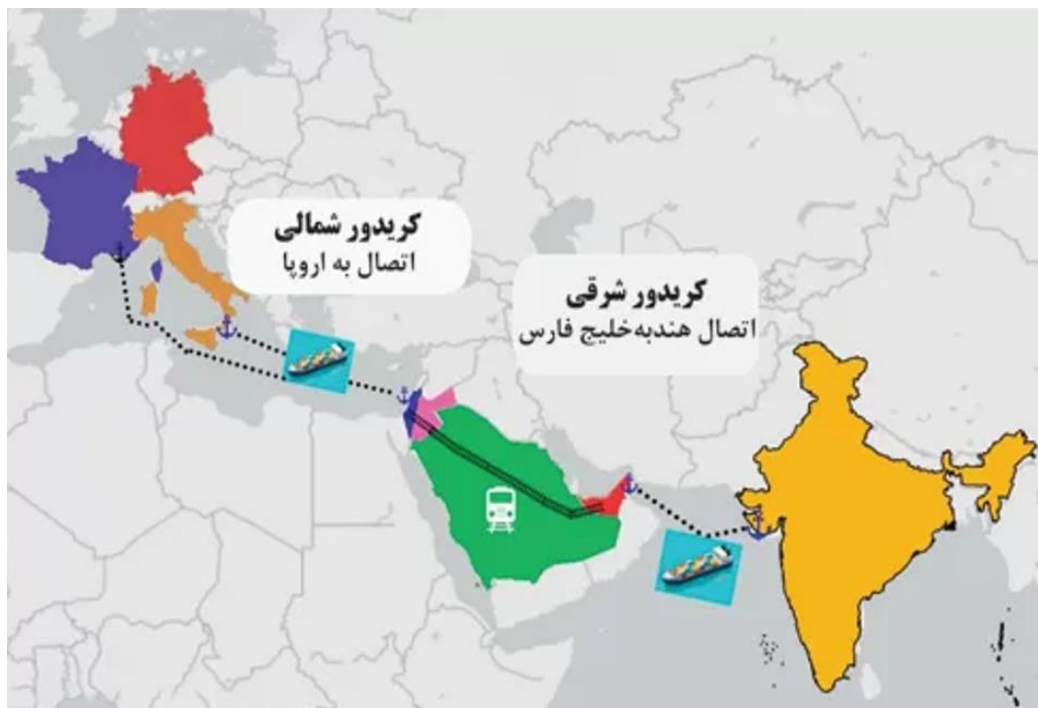 کریدور شمالی
اتصال به اروپا
کریدور شرقی
اتصال هندبه خلیج فارس